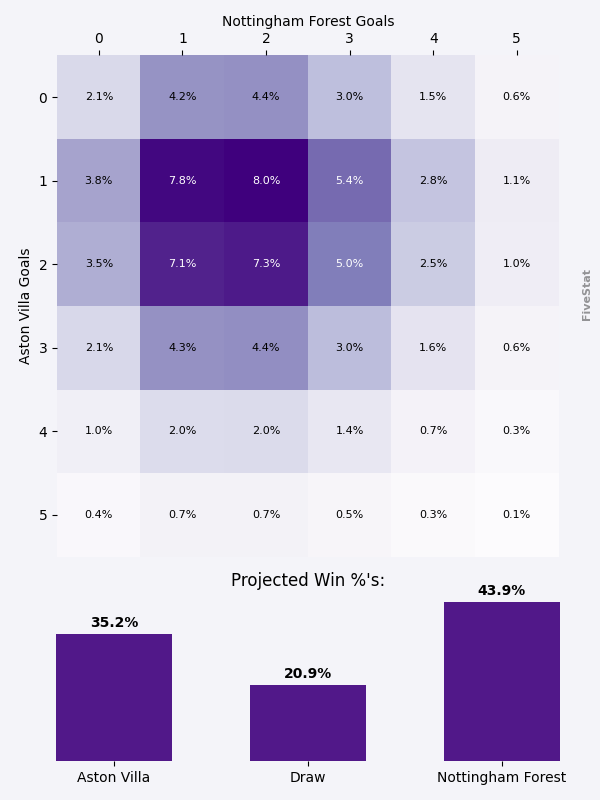 Nottingham Forest Goals
0 1 2 3 4 5
0 2.1% 4.2% 4.4% 3.0% 1.5% 0.6%
1 3.8% 7.8% 8.0% 5.4% 2.8% 1.1%
2 3.5% 7.1% 7.3% 5.0% 2.5% 1.0%
3 2.1% 4.3% 4.4% 3.0% 1.6% 0.6%
4 1.0% 2.0% 2.0% 1.4% 0.7% 0.3%
5 0.4% 0.7% 0.7% 0.5% 0.3% 0.1%
Aston Villa Goals
FiveStat
Projected Win %'s:
35.2% 20.9% 43.9%
Aston Villa Draw Nottingham Forest